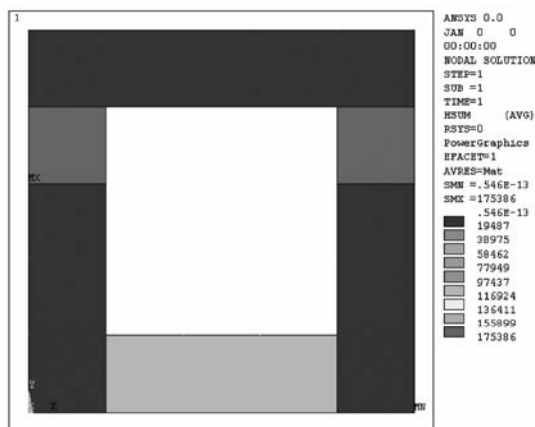 1
ANSYS 0.0
JAN 0 0
00:00:00
NODAL SOLUTION
STEP=1
SUB =1
TIME=1
HSUM (AVG)
RSYS=0
PowerGraphics
EFACET=1
AVRES=Mat
SMN =.546E-13
SMX =175386
.546E-13
19487
38975
58462
77949
97437
116924
136411
155899
175386
MX
Y
X
MN